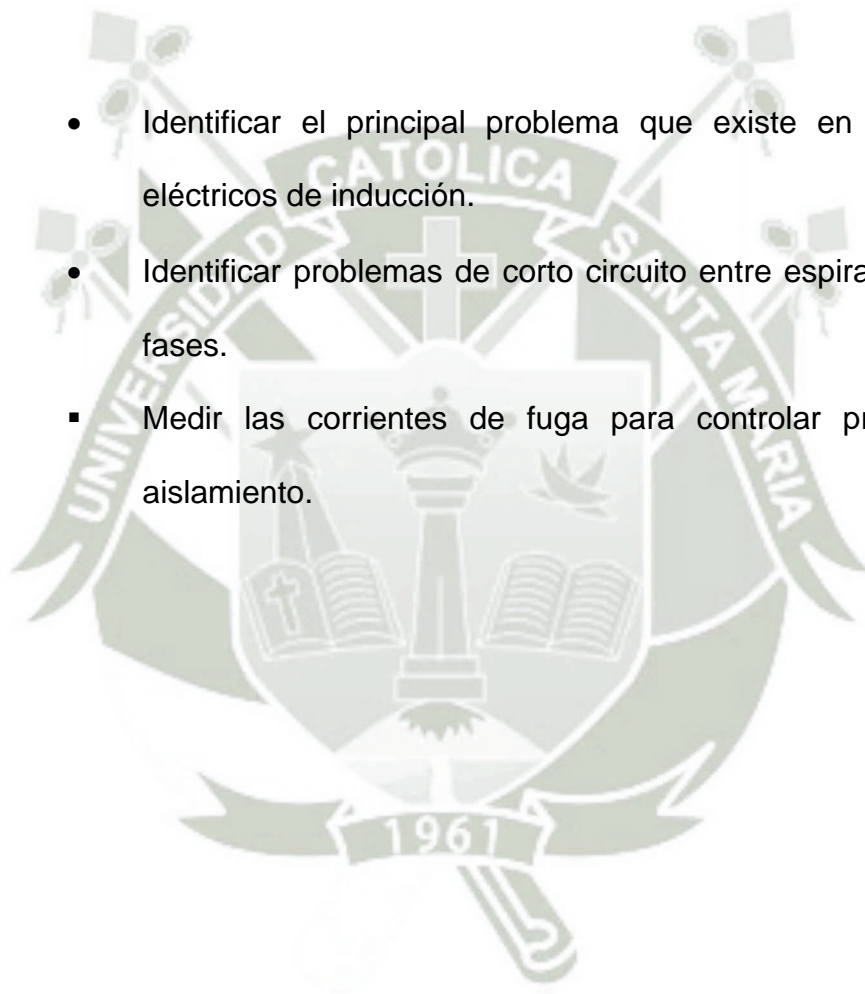 • Identificar el principal problema que existe en
eléctricos de inducción.
• Identificar problemas de corto circuito entre espira
fases.
▪ Medir las corrientes de fuga para controlar pr
aislamiento.
UNIVERSIDAD CATOLICA SANTA MARIA
1961